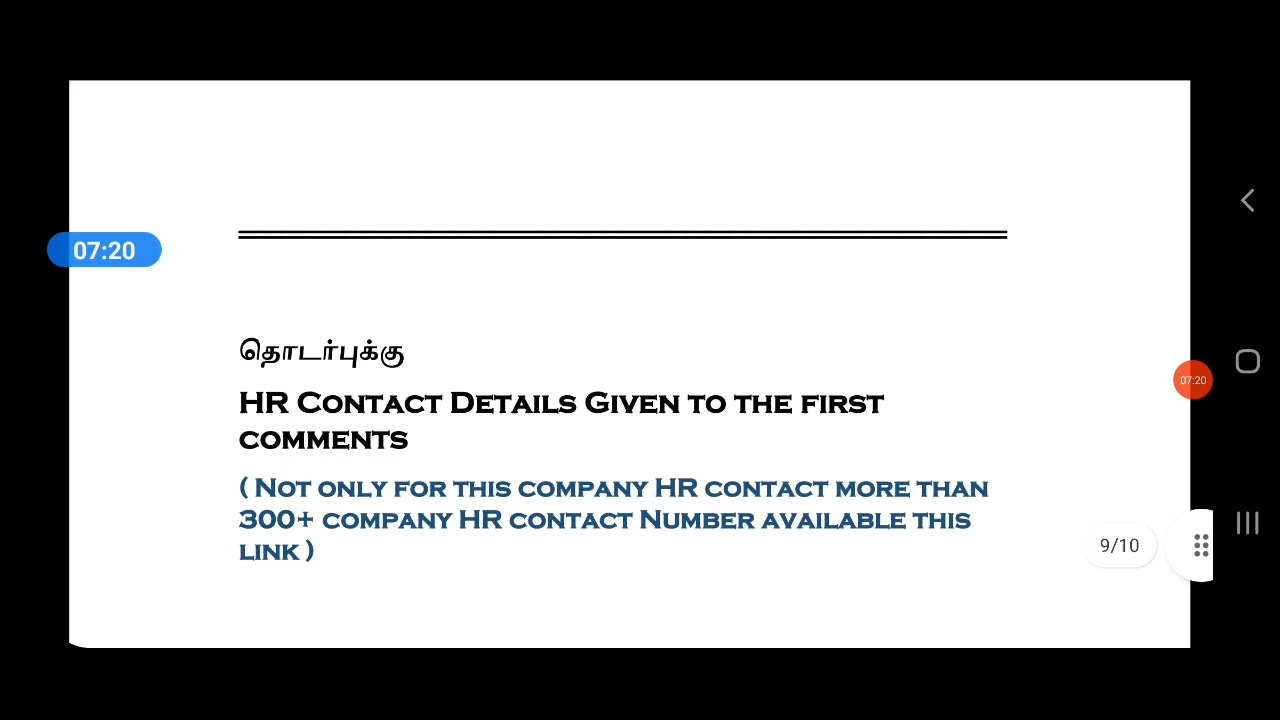 07:20
தொடர்புக்கு
HR Contact Details Given to the first
comments
( Not only for this company HR contact more than
300+ company HR contact Number available this
link )
07:20
9/10